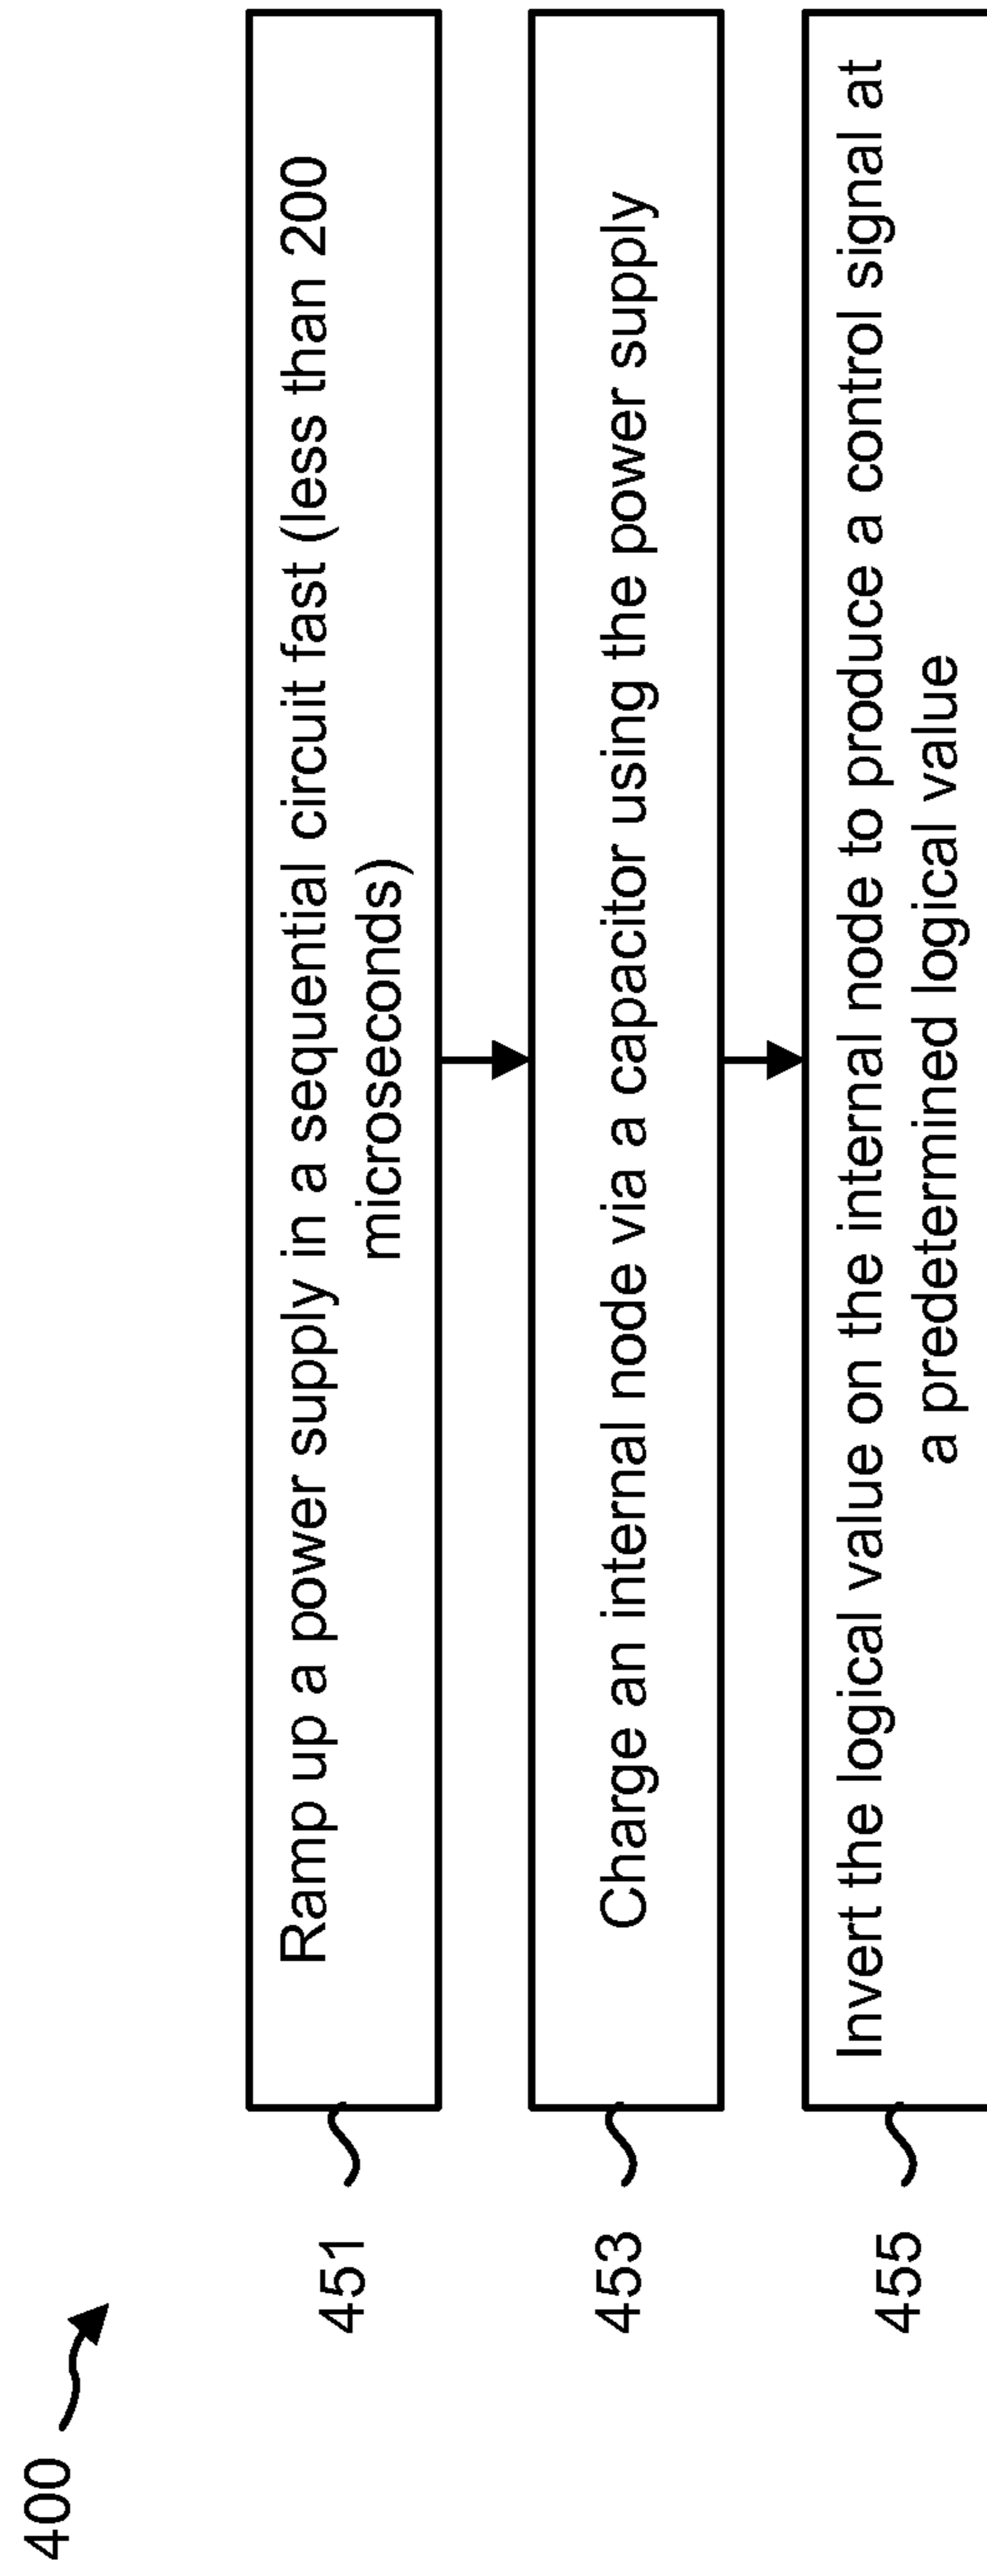 400
451
Ramp up a power supply in a sequential circuit fast (less than 200
microseconds)
453
Charge an internal node via a capacitor using the power supply
455
Invert the logical value on the internal node to produce a control signal at
a predetermined logical value